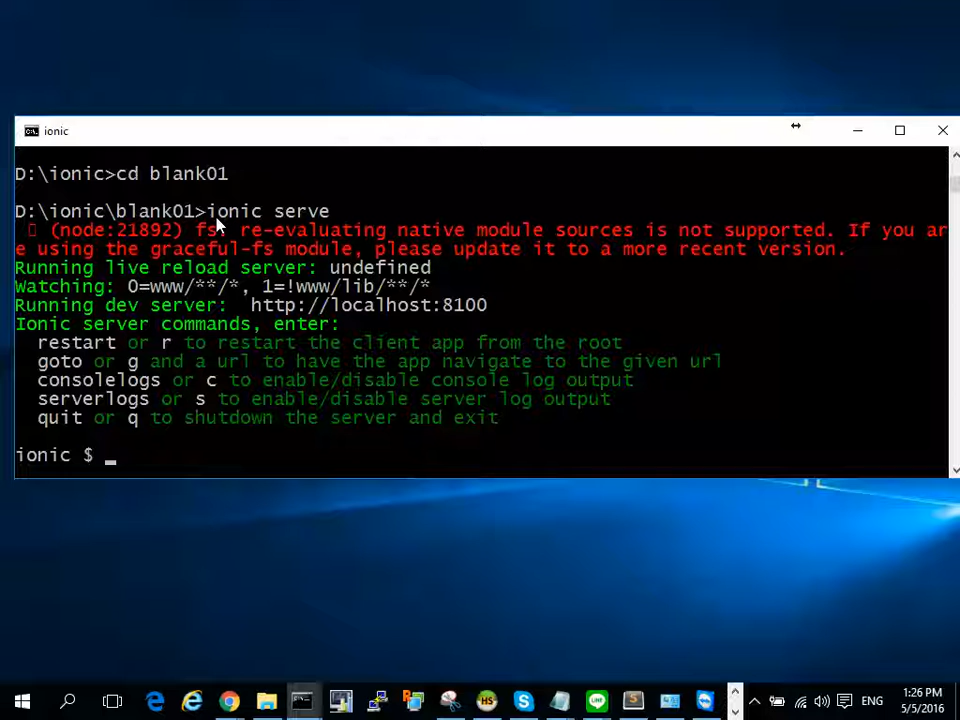 ionic
D:\ionic>cd blank01
D:\ionic\blank01>ionic serve
(node:21892) fs: re-evaluating native module sources is not supported. If you ar
e using the graceful-fs module, please update it to a more recent version.
Running live reload server: undefined
Watching: 0=www/**/*, 1=!www/lib/**/*
Running dev server:  http://localhost:8100
Ionic server commands, enter:
restart or r to restart the client app from the root
goto or g and a url to have the app navigate to the given url
consolelogs or c to enable/disable console log output
serverlogs or s to enable/disable server log output
quit or q to shutdown the server and exit
ionic $ _
HS
S
LINE
S
ENG
1:26 PM
5/5/2016